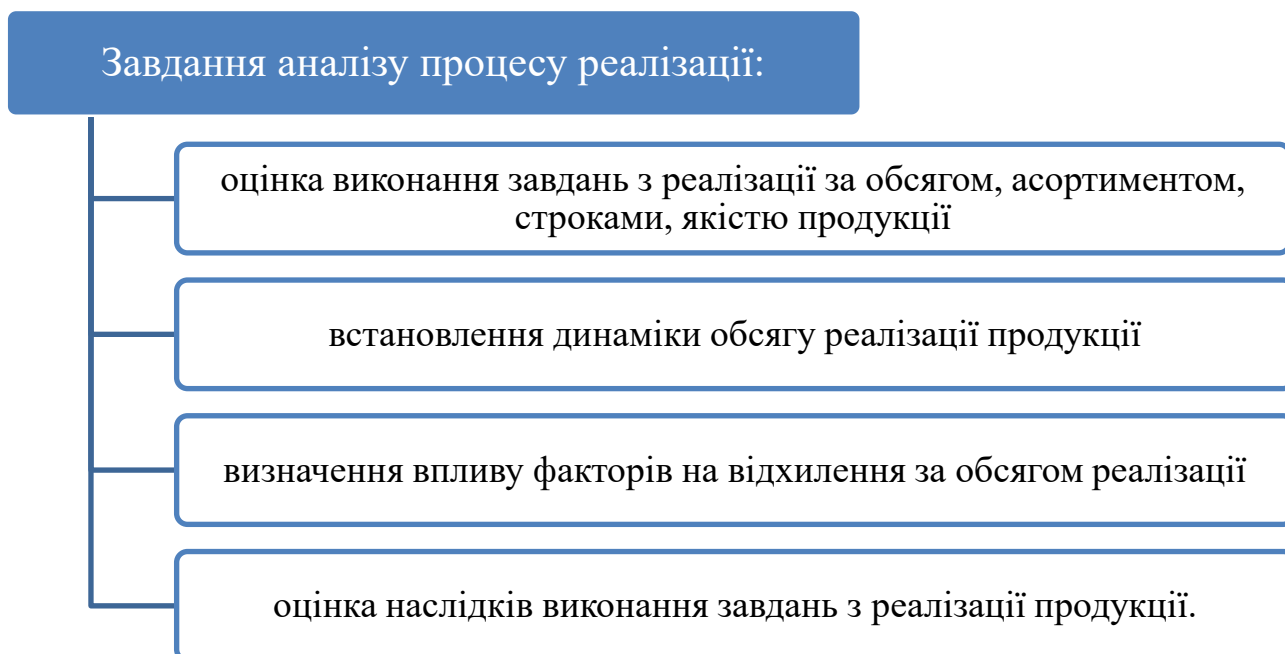 Завдання аналізу процесу реалізації:
оцінка виконання завдань з реалізації за обсягом, асортиментом,
строками, якістю продукції
встановлення динаміки обсягу реалізації продукції
визначення впливу факторів на відхилення за обсягом реалізації
оцінка наслідків виконання завдань з реалізації продукції.